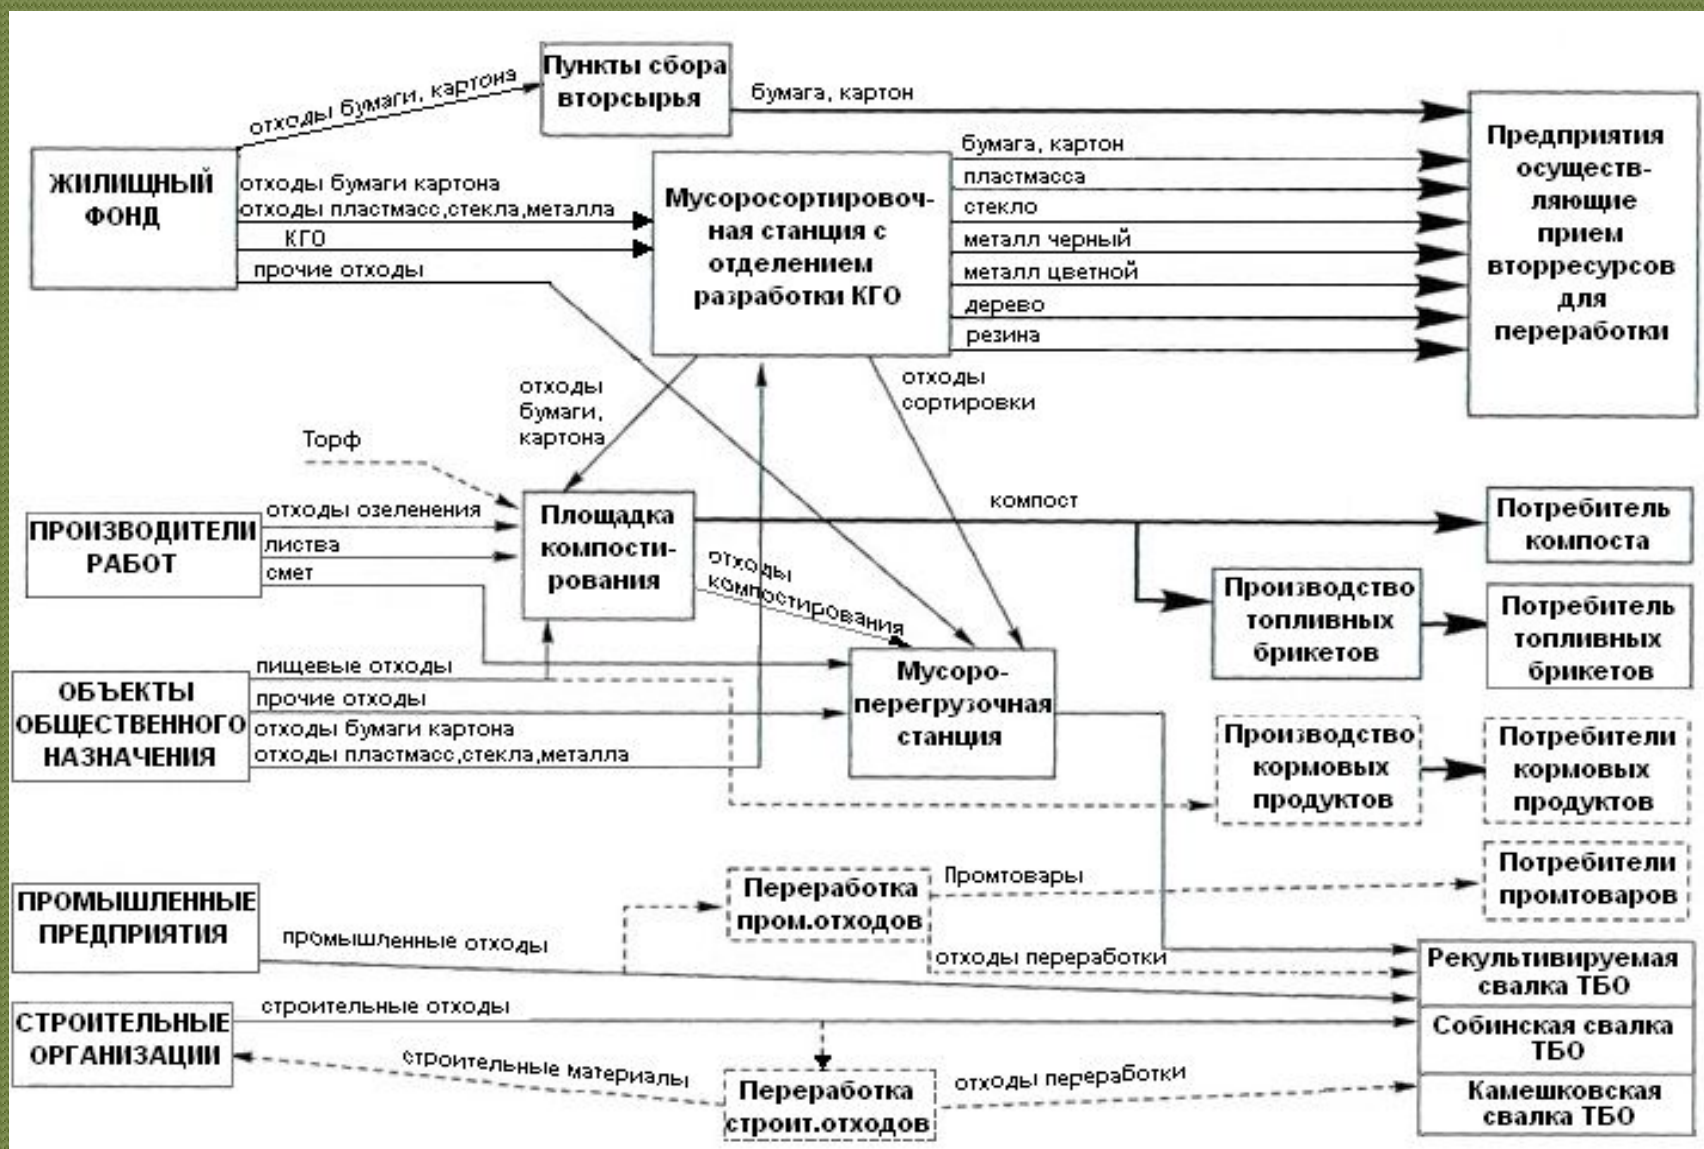 Пункты сбора
вторсырья
отходы бумаги, картона
бумага, картон
ЖИЛИЩНЫЙ
ФОНД
отходы бумаги картона
отходы пластмасс,стекла,металла
КГО
прочие отходы
Мусоросортировоч-
ная станция с
отделением
разработки КГО
бумага, картон
пластмасса
стекло
металл черный
металл цветной
дерево
резина
Предприятия
осуществ-
ляющие
прием
вторресурсов
для
переработки
отходы
бумаги,
картона
отходы
сортировки
Торф
ПРОИЗВОДИТЕЛИ
РАБОТ
отходы озеленения
листва
смет
Площадка
компости-
рования
компост
Потребитель
компоста
отходы
компостирования
Производство
топливных
брикетов
Потребитель
топливных
брикетов
ОБЪЕКТЫ
ОБЩЕСТВЕННОГО
НАЗНАЧЕНИЯ
пищевые отходы
прочие отходы
отходы бумаги картона
отходы пластмасс,стекла,металла
Мусоро-
перегрузочная
станция
Производство
кормовых
продуктов
Потребители
кормовых
продуктов
ПРОМЫШЛЕННЫЕ
ПРЕДПРИЯТИЯ
промышленные отходы
Переработка
пром.отходов
Промтовары
отходы переработки
Потребители
промтоваров
Рекультивируемая
свалка ТБО
СТРОИТЕЛЬНЫЕ
ОРГАНИЗАЦИИ
строительные отходы
строительные материалы
Переработка
строит.отходов
отходы переработки
Собинская свалка
ТБО
Камешковская
свалка ТБО